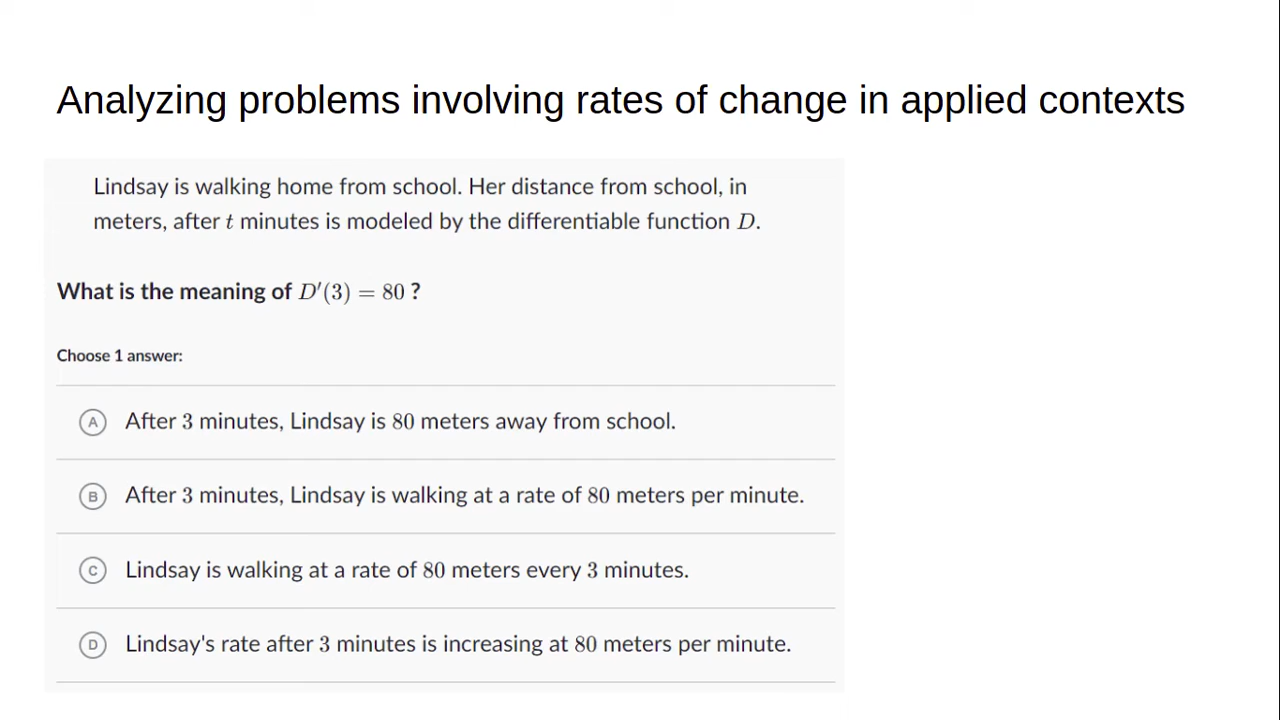 Analyzing problems involving rates of change in applied contexts
Lindsay is walking home from school. Her distance from school, in
meters, after t minutes is modeled by the differentiable function D.
What is the meaning of D′(3) = 80 ?
Choose 1 answer:
A After 3 minutes, Lindsay is 80 meters away from school.
B After 3 minutes, Lindsay is walking at a rate of 80 meters per minute.
C Lindsay is walking at a rate of 80 meters every 3 minutes.
D Lindsay's rate after 3 minutes is increasing at 80 meters per minute.